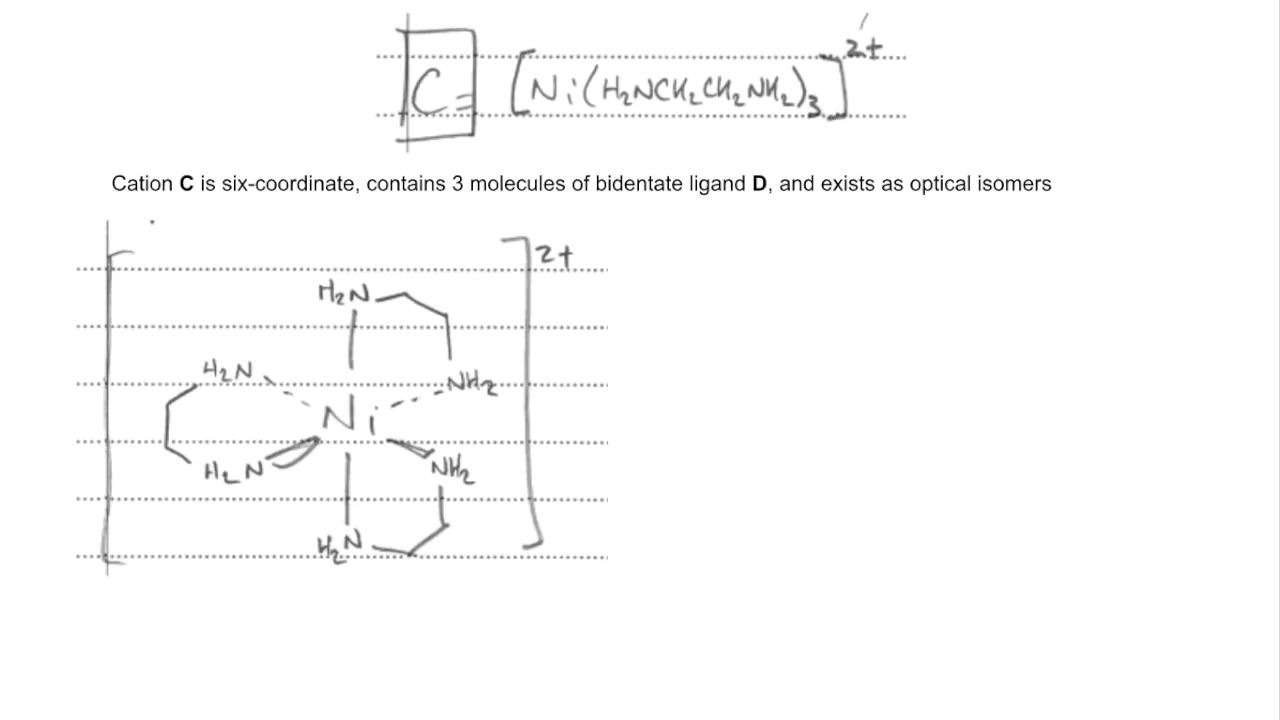 C = [Ni(H₂NCH₂CH₂NH₂)₃]²⁺
Cation C is six-coordinate, contains 3 molecules of bidentate ligand D, and exists as optical isomers
2+
H₂N
H₂N NH₂
Ni
H₂N NH₂
H₂N